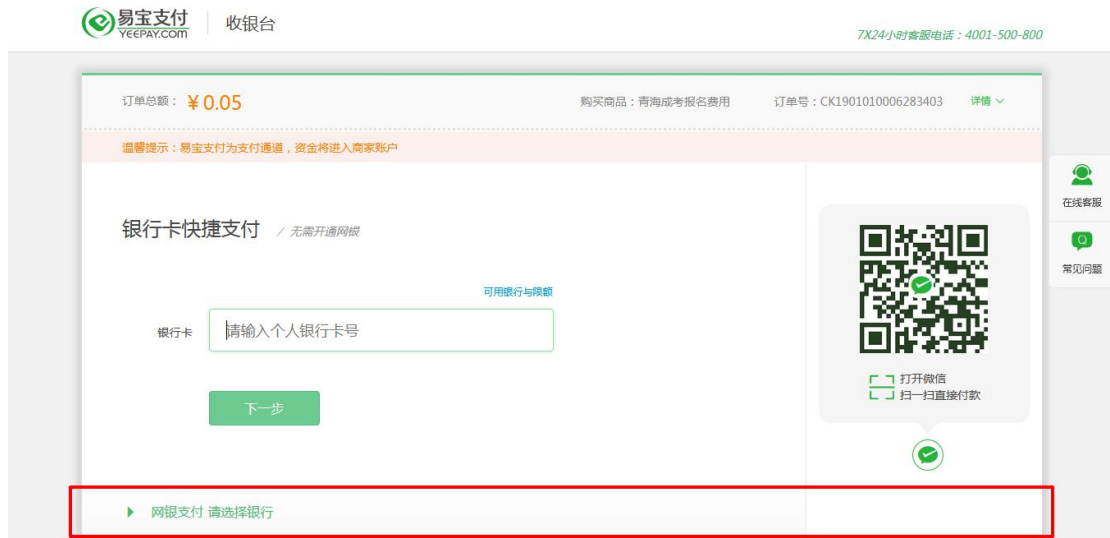 易宝支付
YEEPAY.COM
收银台
7X24小时客服电话：4001-500-800
订单总额： ￥0.05
购买商品：青海成考报名费用
订单号：CK1901010006283403
详情
温馨提示：易宝支付为支付通道，资金将进入商家账户
在线客服
Q
常见问题
银行卡快捷支付 / 无需开通网银
可用银行与限额
银行卡 请输入个人银行卡号
下一步
打开微信
扫一扫直接付款
网银支付 请选择银行